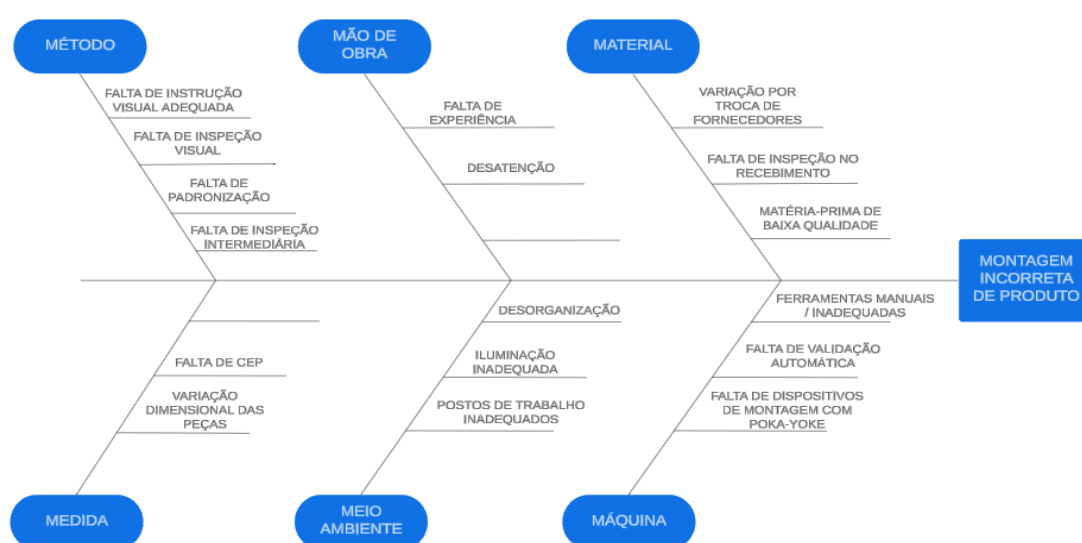 MÉTODO
FALTA DE INSTRUÇÃO
VISUAL ADEQUADA
FALTA DE INSPEÇÃO
VISUAL
FALTA DE
PADRONIZAÇÃO
FALTA DE INSPEÇÃO
INTERMEDIÁRIA
MÃO DE
OBRA
FALTA DE
EXPERIÊNCIA
DESATENÇÃO
MATERIAL
VARIAÇÃO POR
TROCA DE
FORNECEDORES
FALTA DE INSPEÇÃO NO
RECEBIMENTO
MATÉRIA-PRIMA DE
BAIXA QUALIDADE
MONTAGEM
INCORRETA
DE PRODUTO
FALTA DE CEP
VARIAÇÃO
DIMENSIONAL DAS
PEÇAS
MEDIDA
DESORGANIZAÇÃO
ILUMINAÇÃO
INADEQUADA
POSTOS DE TRABALHO
INADEQUADOS
MEIO
AMBIENTE
FERRAMENTAS MANUAIS
/ INADEQUADAS
FALTA DE VALIDAÇÃO
AUTOMÁTICA
FALTA DE DISPOSITIVOS
DE MONTAGEM COM
POKA-YOKE
MÁQUINA